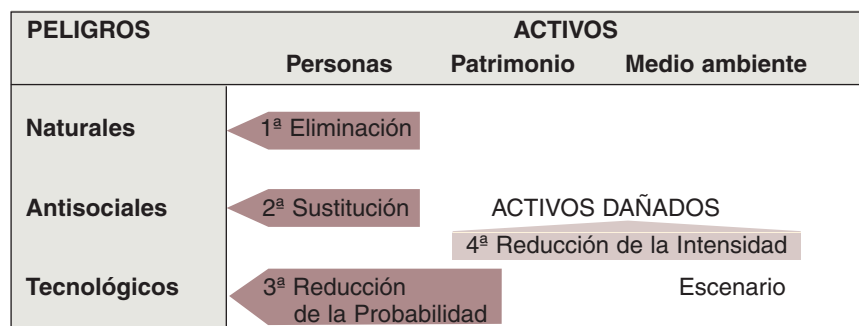 PELIGROS ACTIVOS
Personas Patrimonio Medio ambiente
Naturales 1ª Eliminación
Antisociales 2ª Sustitución ACTIVOS DAÑADOS
4ª Reducción de la Intensidad
Tecnológicos 3ª Reducción Escenario
de la Probabilidad